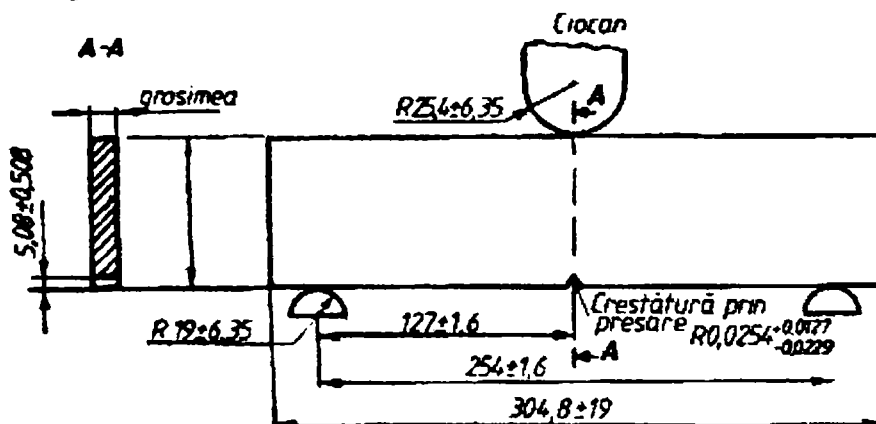 Ciocan
A-A
grosimea
R25,4±6,35
A
5,08±0,508
Crestătură prin
presare R0,0254 +0,0127 -0,0229
R 19±6,35
127±1,6
A
254±1,6
304,8±19